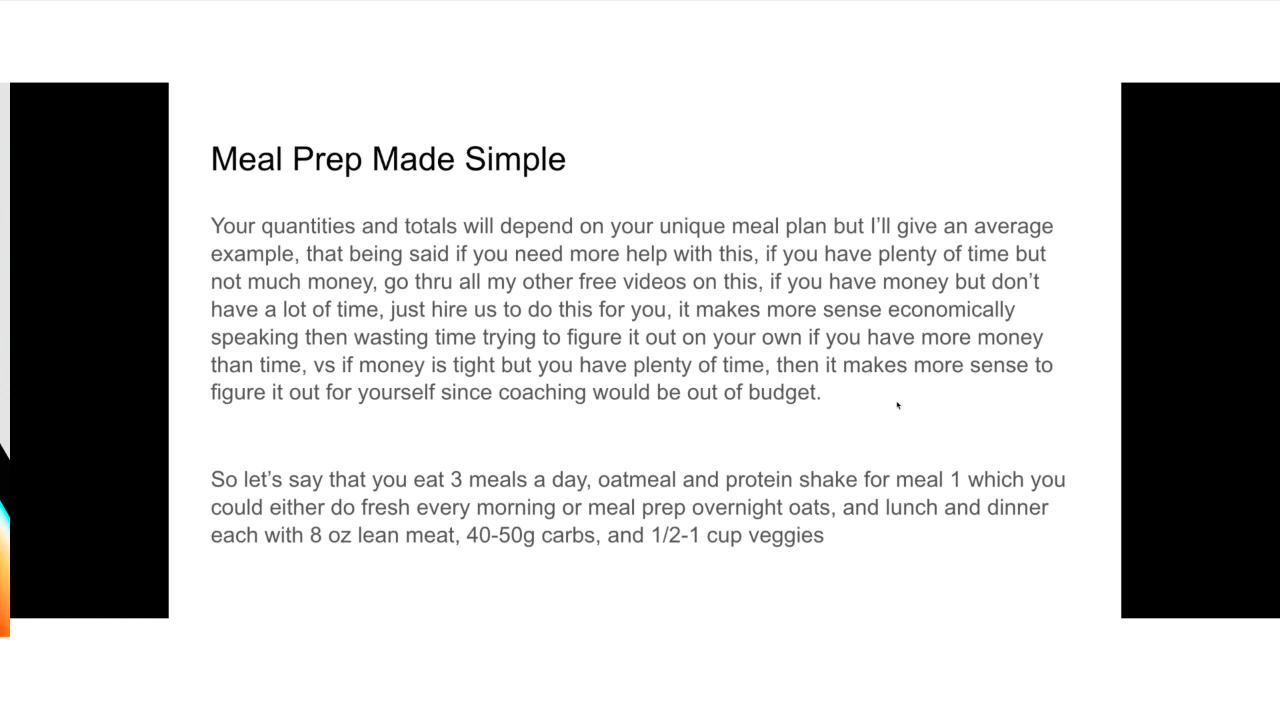 Meal Prep Made Simple
Your quantities and totals will depend on your unique meal plan but I’ll give an average
example, that being said if you need more help with this, if you have plenty of time but
not much money, go thru all my other free videos on this, if you have money but don’t
have a lot of time, just hire us to do this for you, it makes more sense economically
speaking then wasting time trying to figure it out on your own if you have more money
than time, vs if money is tight but you have plenty of time, then it makes more sense to
figure it out for yourself since coaching would be out of budget.
So let’s say that you eat 3 meals a day, oatmeal and protein shake for meal 1 which you
could either do fresh every morning or meal prep overnight oats, and lunch and dinner
each with 8 oz lean meat, 40-50g carbs, and 1/2-1 cup veggies